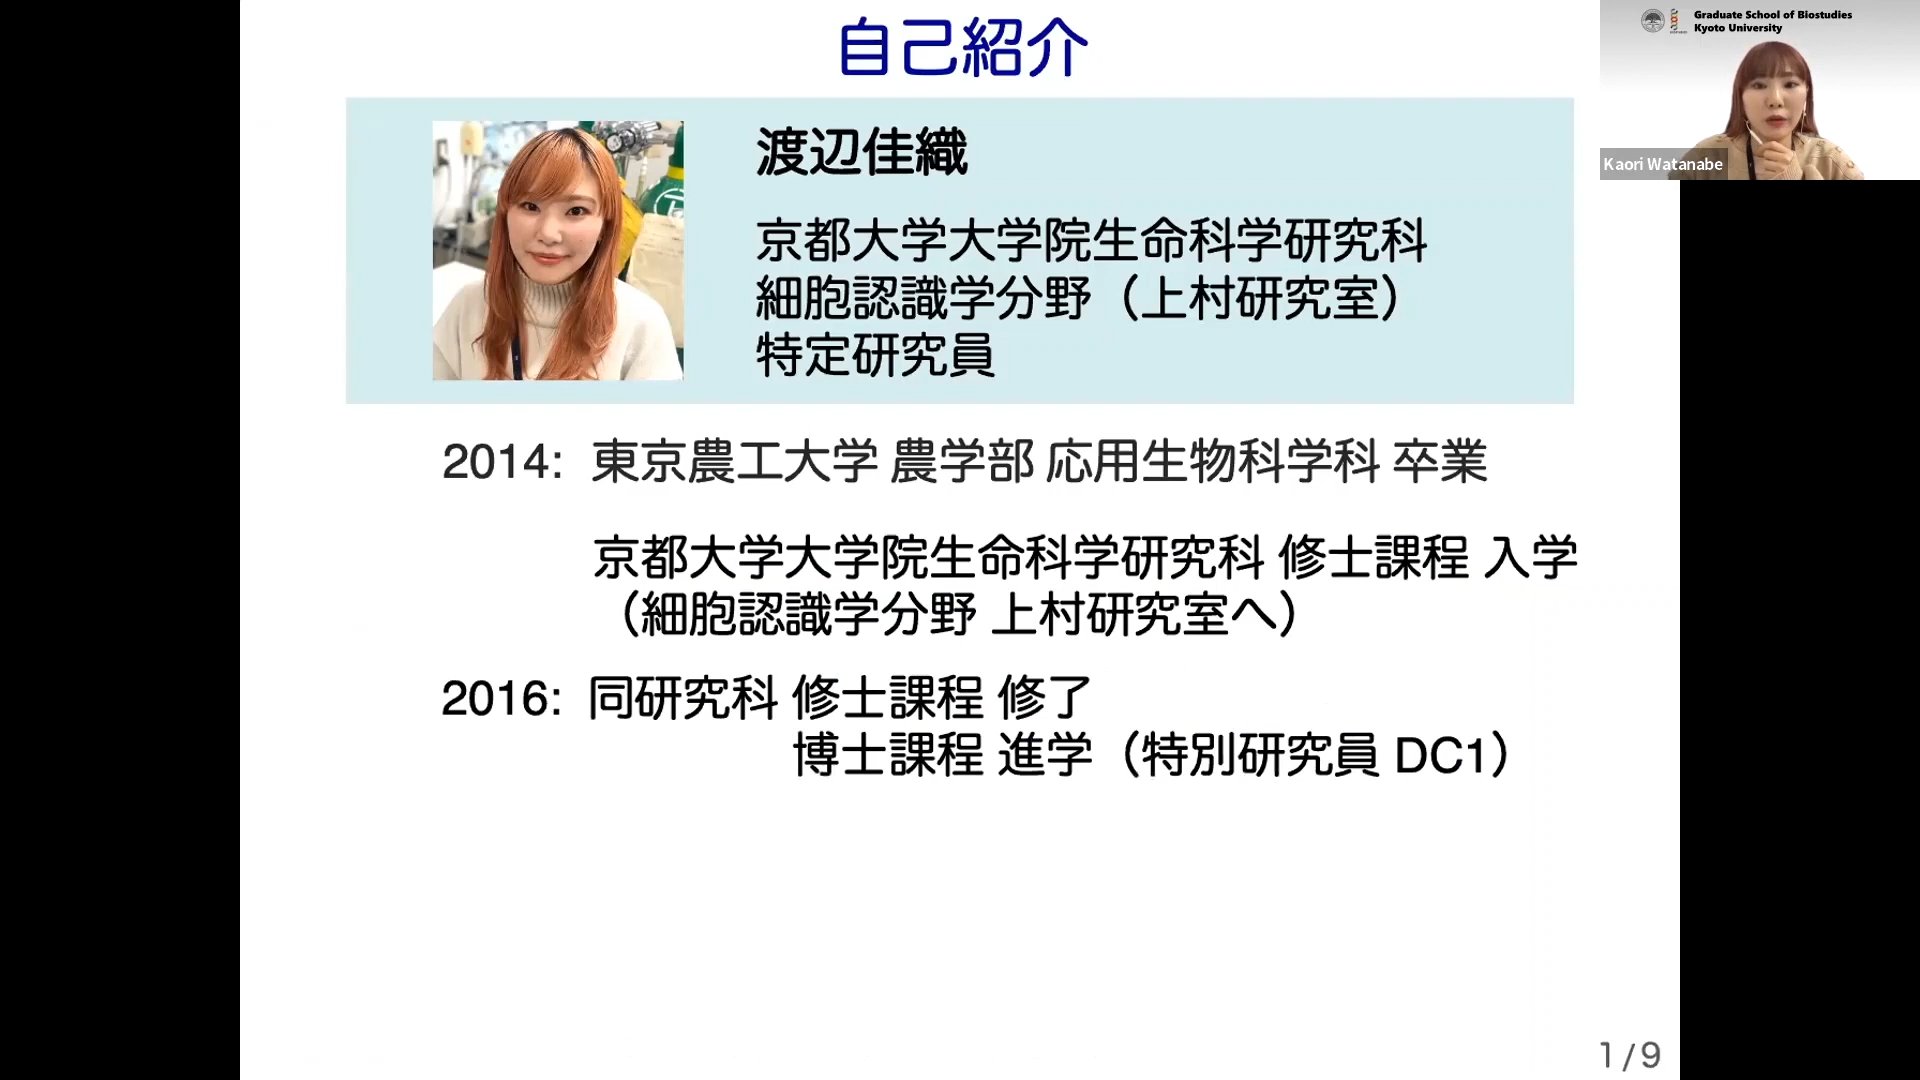 自己紹介
渡辺佳織
京都大学大学院生命科学研究科
細胞認識学分野（上村研究室）
特定研究員
2014: 東京農工大学 農学部 応用生物科学科 卒業
京都大学大学院生命科学研究科 修士課程 入学
（細胞認識学分野 上村研究室へ）
2016: 同研究科 修士課程 修了
博士課程 進学（特別研究員 DC1）
1 / 9
Graduate School of Biostudies
Kyoto University
Kaori Watanabe